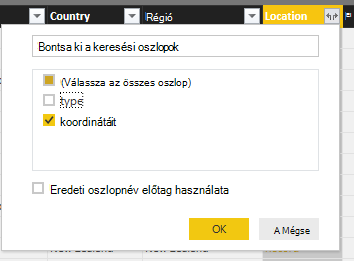 Country Régió Location
Bontsa ki a keresési oszlopok
(Válassza az összes oszlop)
type
koordinátáit
Eredeti oszlopnév előtag használata
OK A Mégse